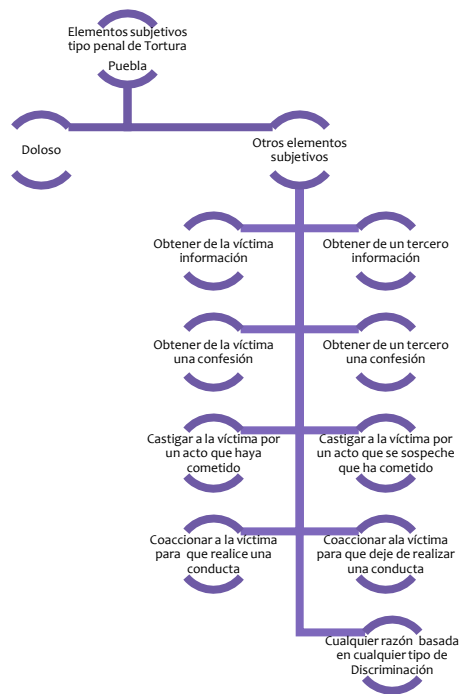 Elementos subjetivos
tipo penal de Tortura
Puebla
Doloso
Otros elementos
subjetivos
Obtener de la víctima
información
Obtener de un tercero
información
Obtener de la víctima
una confesión
Obtener de un tercero
una confesión
Castigar a la víctima por
un acto que haya
cometido
Castigar a la víctima por
un acto que se sospeche
que ha cometido
Coaccionar a la víctima
para que realice una
conducta
Coaccionar ala víctima
para que deje de realizar
una conducta
Cualquier razón basada
en cualquier tipo de
Discriminación